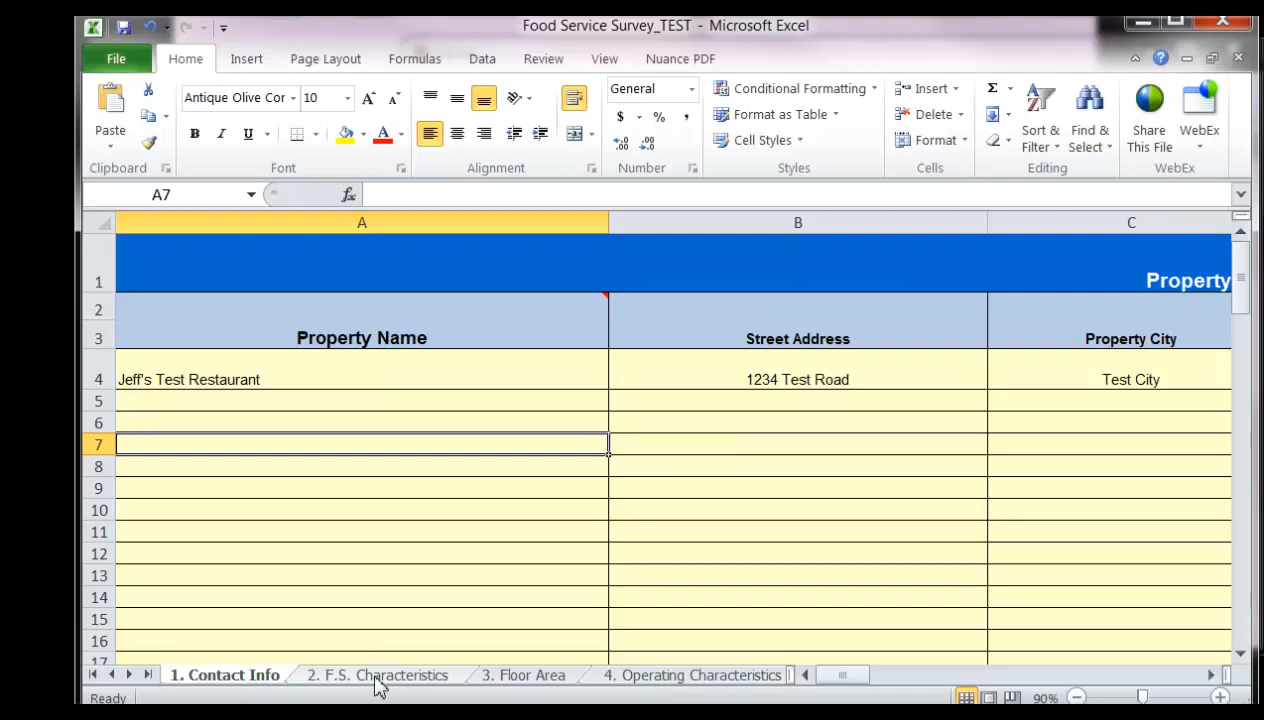 Food Service Survey_TEST - Microsoft Excel
File Home Insert Page Layout Formulas Data Review View Nuance PDF
Antique Olive Cor 10 General Conditional Formatting Insert Σ
Paste Format as Table Delete Sort & Find & Share WebEx
B I U A $ % , Cell Styles Format Filter Select This File
Clipboard Font Alignment Number Styles Cells Editing WebEx
A7 fx
A B C
1 Property
2
3 Property Name Street Address Property City
4 Jeff's Test Restaurant 1234 Test Road Test City
5
6
7
8
9
10
11
12
13
14
15
16
17
1. Contact Info 2. F.S. Characteristics 3. Floor Area 4. Operating Characteristics
Ready 90%